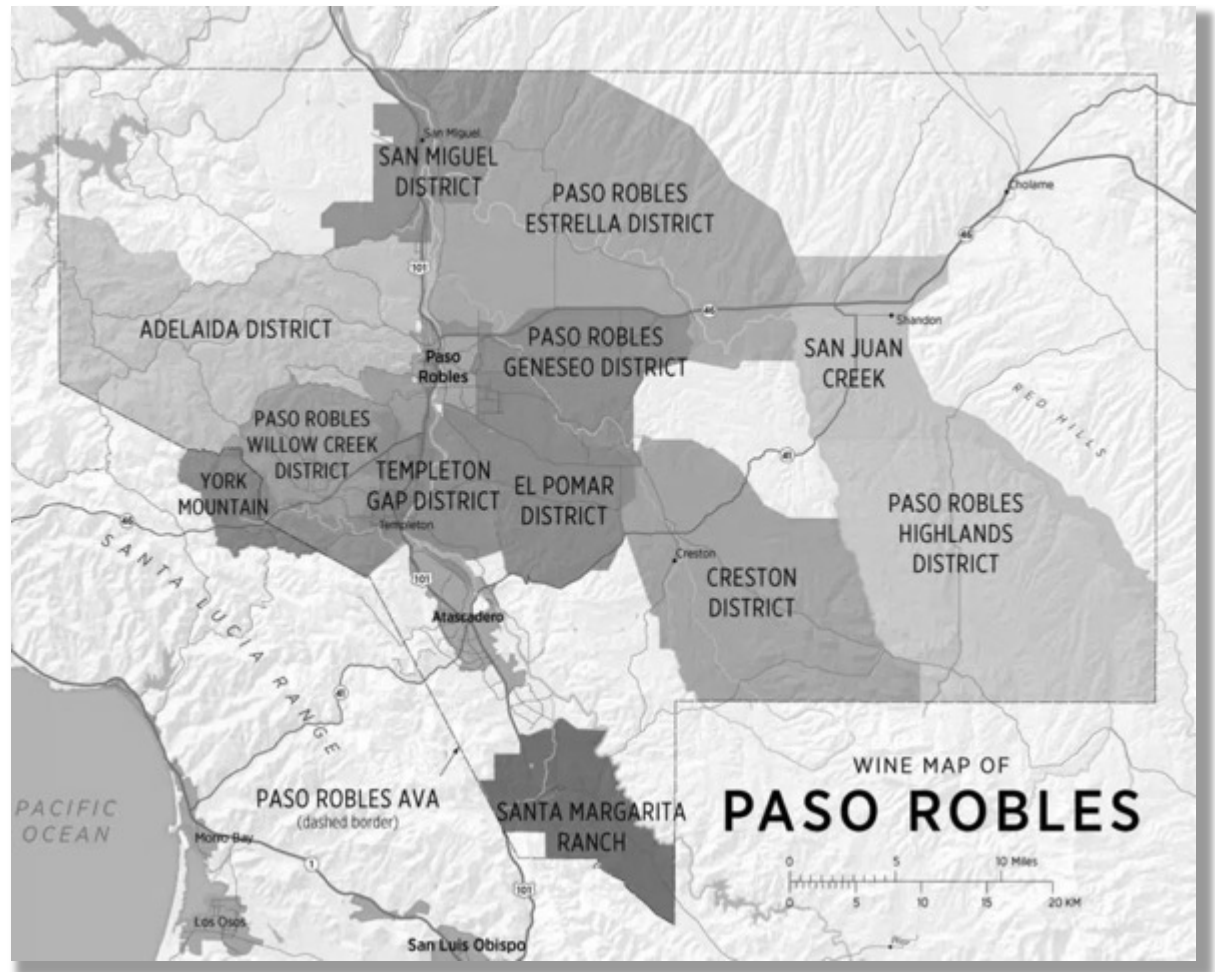 San Miguel
SAN MIGUEL
DISTRICT
PASO ROBLES
ESTRELLA DISTRICT
Cholame
46
101
46
ADELAIDA DISTRICT
Paso
Robles
PASO ROBLES
GENESEO DISTRICT
Shandon
SAN JUAN
CREEK
RED HILLS
PASO ROBLES
WILLOW CREEK
DISTRICT
YORK
MOUNTAIN
TEMPLETON
GAP DISTRICT
Templeton
EL POMAR
DISTRICT
41
PASO ROBLES
HIGHLANDS
DISTRICT
46
SANTA LUCIA RANGE
101
Creston
CRESTON
DISTRICT
Atascadero
41
PASO ROBLES AVA
(dashed border)
SANTA MARGARITA
RANCH
PACIFIC
OCEAN
Morro Bay
1
101
Los Osos
San Luis Obispo
WINE MAP OF
PASO ROBLES
0 5 10 Miles
0 5 10 15 20 KM